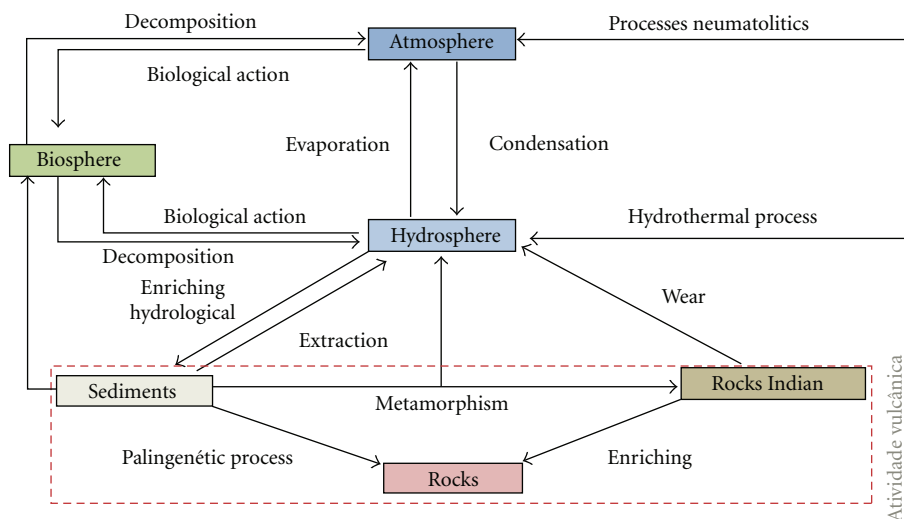 Decomposition
Processes neumatolitics
Atmosphere
Biological action
Evaporation
Condensation
Biosphere
Biological action
Hydrothermal process
Hydrosphere
Decomposition
Enriching
hydrological
Wear
Extraction
Sediments
Rocks Indian
Metamorphism
Palingenétic process
Enriching
Rocks
Atividade vulcânica